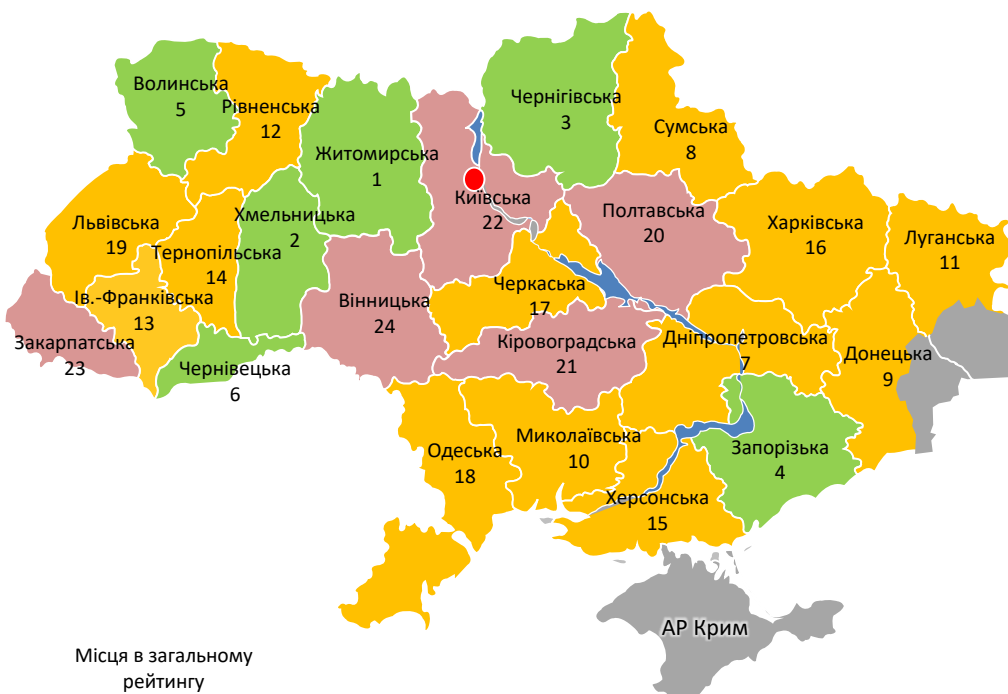 Волинська
5
Рівненська
12
Житомирська
1
Чернігівська
3
Сумська
8
Київська
22
Львівська
19
Тернопільська
14
Хмельницька
2
Полтавська
20
Харківська
16
Луганська
11
Ів.-Франківська
13
Вінницька
24
Черкаська
17
Закарпатська
23
Чернівецька
6
Кіровоградська
21
Дніпропетровська
7
Донецька
9
Одеська
18
Миколаївська
10
Запорізька
4
Херсонська
15
АР Крим
Місця в загальному
рейтингу